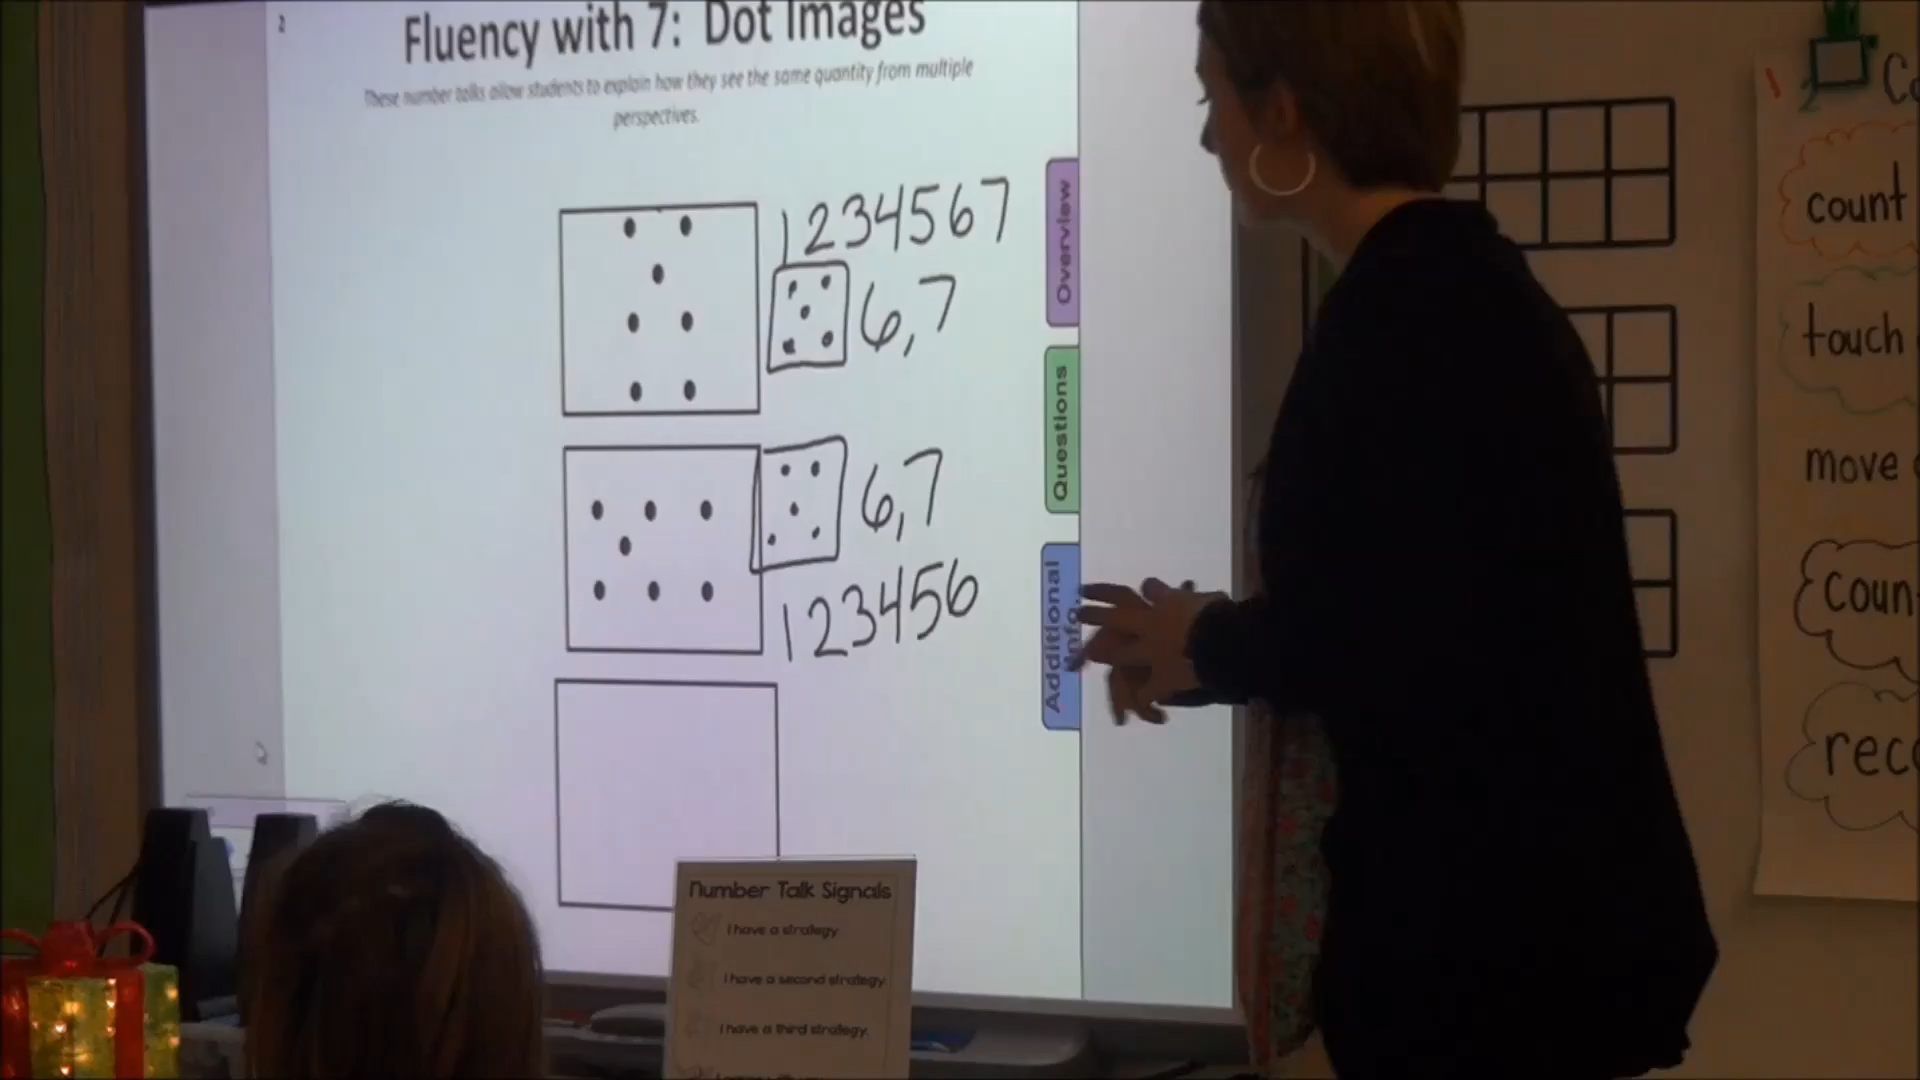 2
Fluency with 7: Dot Images
These number talks allow students to explain how they see the same quantity from multiple
perspectives.
1234567
6,7
6,7
123456
Overview
Questions
Additional
Info.
Number Talk Signals
I have a strategy.
I have a second strategy.
I have a third strategy.
count
touch
move
coun
rec